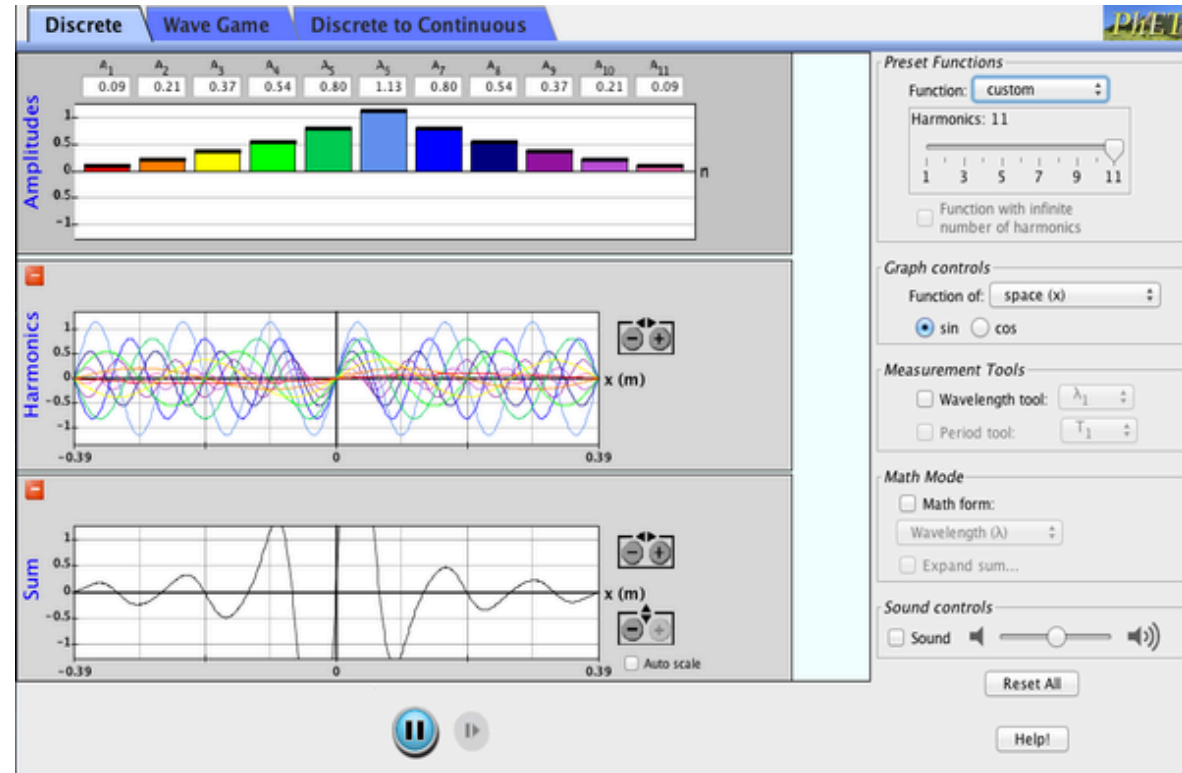 Discrete Wave Game Discrete to Continuous PhET
A1 A2 A3 A4 A5 A6 A7 A8 A9 A10 A11
0.09 0.21 0.37 0.54 0.80 1.13 0.80 0.54 0.37 0.21 0.09
Amplitudes
1
0.5
0
0.5
-1
n
Harmonics
1
0.5
0
-0.5
-1
x (m)
-0.39 0 0.39
Sum
1
0.5
0
-0.5
-1
x (m)
-0.39 0 0.39
Auto scale
Preset Functions
Function: custom
Harmonics: 11
1 3 5 7 9 11
Function with infinite
number of harmonics
Graph controls
Function of: space (x)
sin cos
Measurement Tools
Wavelength tool: λ1
Period tool: T1
Math Mode
Math form:
Wavelength (λ)
Expand sum...
Sound controls
Sound
Reset All
Help!